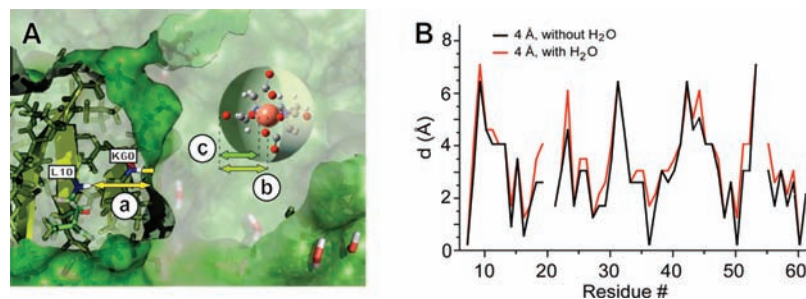 A
K60
L10
a
c
b
B
4 Å, without H₂O
4 Å, with H₂O
d (Å)
8
6
4
2
0
10
20
30
40
50
60
Residue #